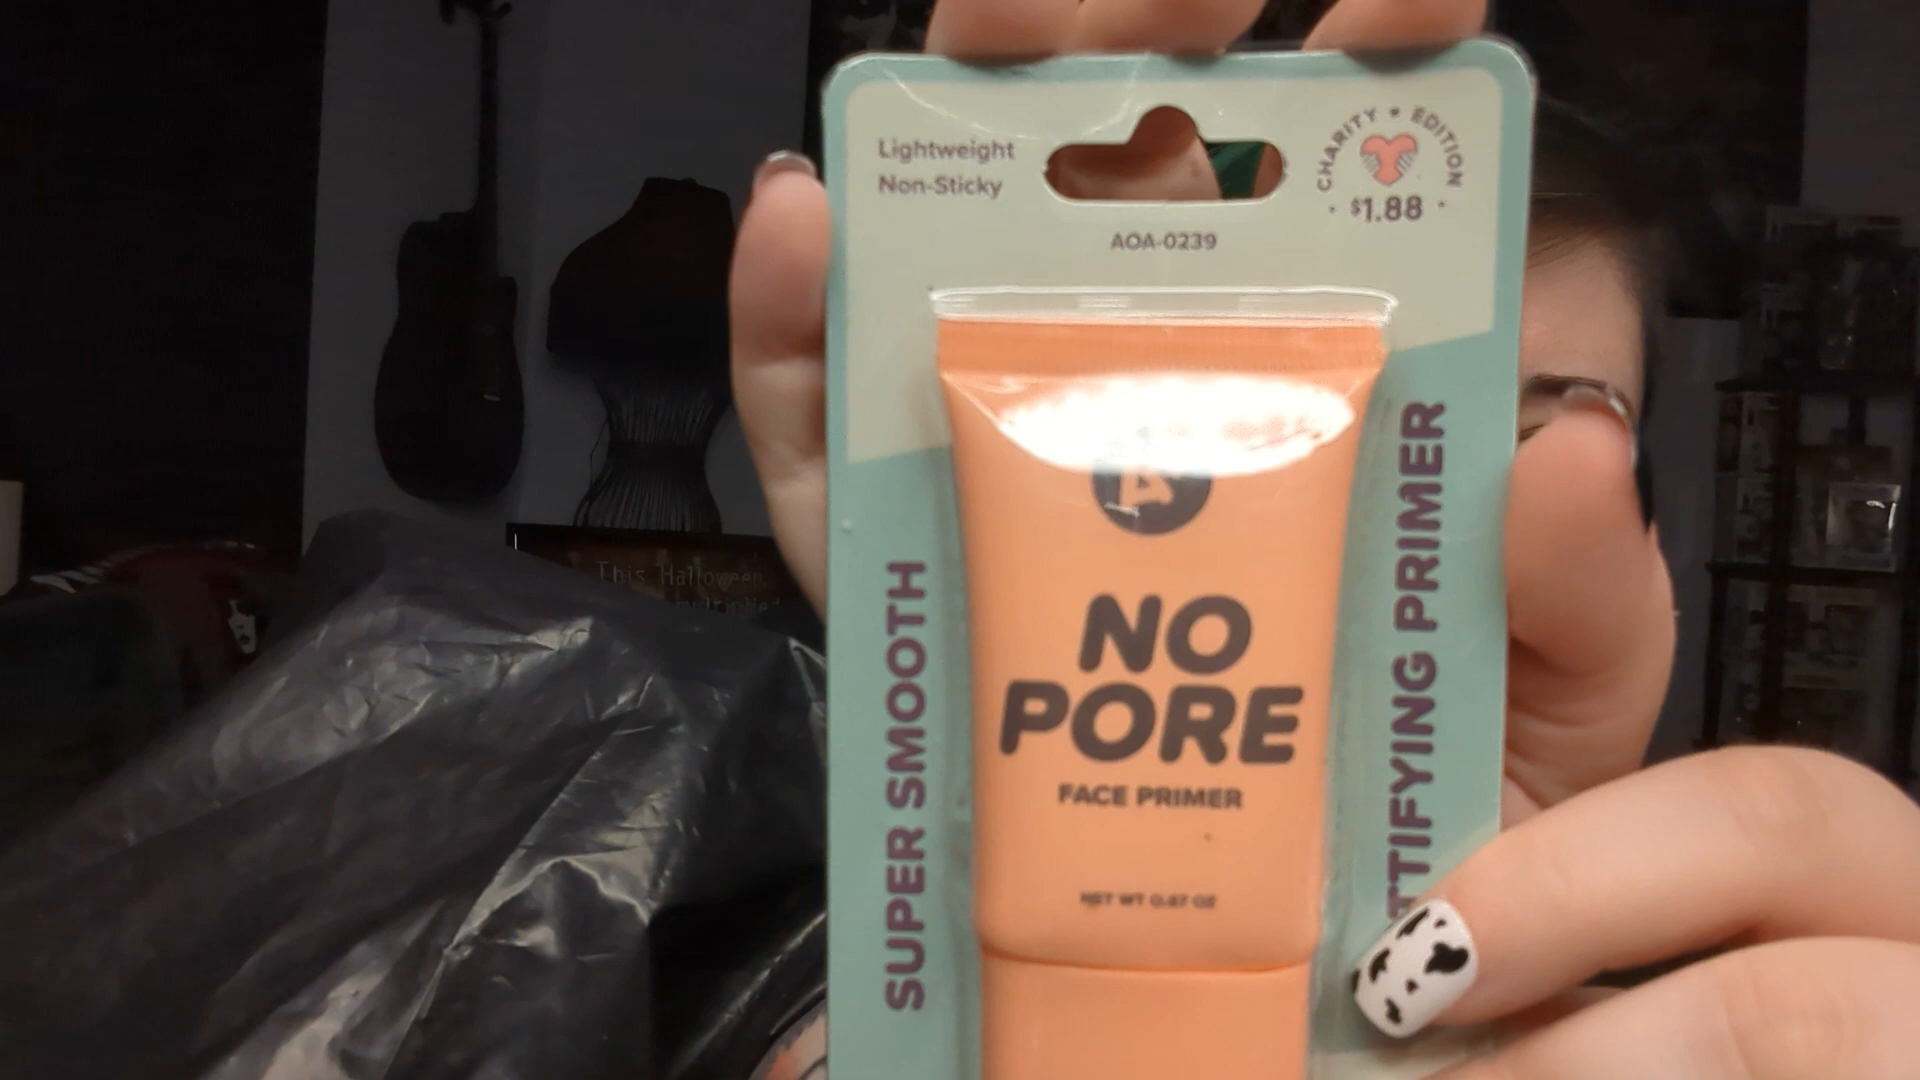 Lightweight
Non-Sticky
CHARITY • EDITION
• $1.88 •
AOA-0239
A
NO
PORE
FACE PRIMER
NET WT 0.67 OZ
SUPER SMOOTH
TTIFYING PRIMER
This Halloween,